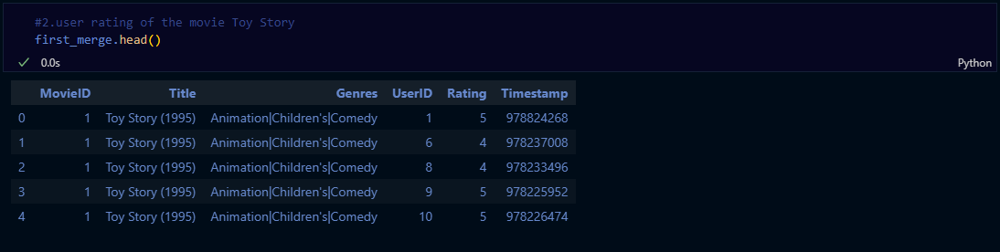 #2.user rating of the movie Toy Story
first_merge.head()
0.0s Python
MovieID Title Genres UserID Rating Timestamp
0 1 Toy Story (1995) Animation|Children's|Comedy 1 5 978824268
1 1 Toy Story (1995) Animation|Children's|Comedy 6 4 978237008
2 1 Toy Story (1995) Animation|Children's|Comedy 8 4 978233496
3 1 Toy Story (1995) Animation|Children's|Comedy 9 5 978225952
4 1 Toy Story (1995) Animation|Children's|Comedy 10 5 978226474